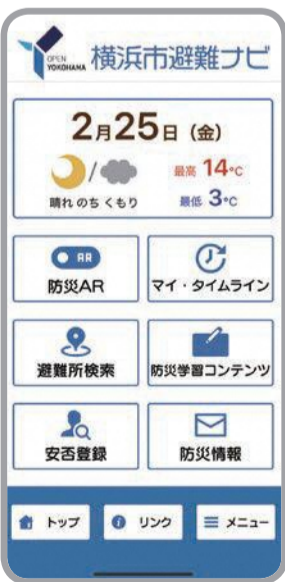 OPEN
YOKOHAMA
横浜市避難ナビ
2月25日(金)
最高 14℃
晴れ のち くもり
最低 3℃
AR
防災AR
マイ・タイムライン
避難所検索
防災学習コンテンツ
安否登録
防災情報
トップ
リンク
メニュー